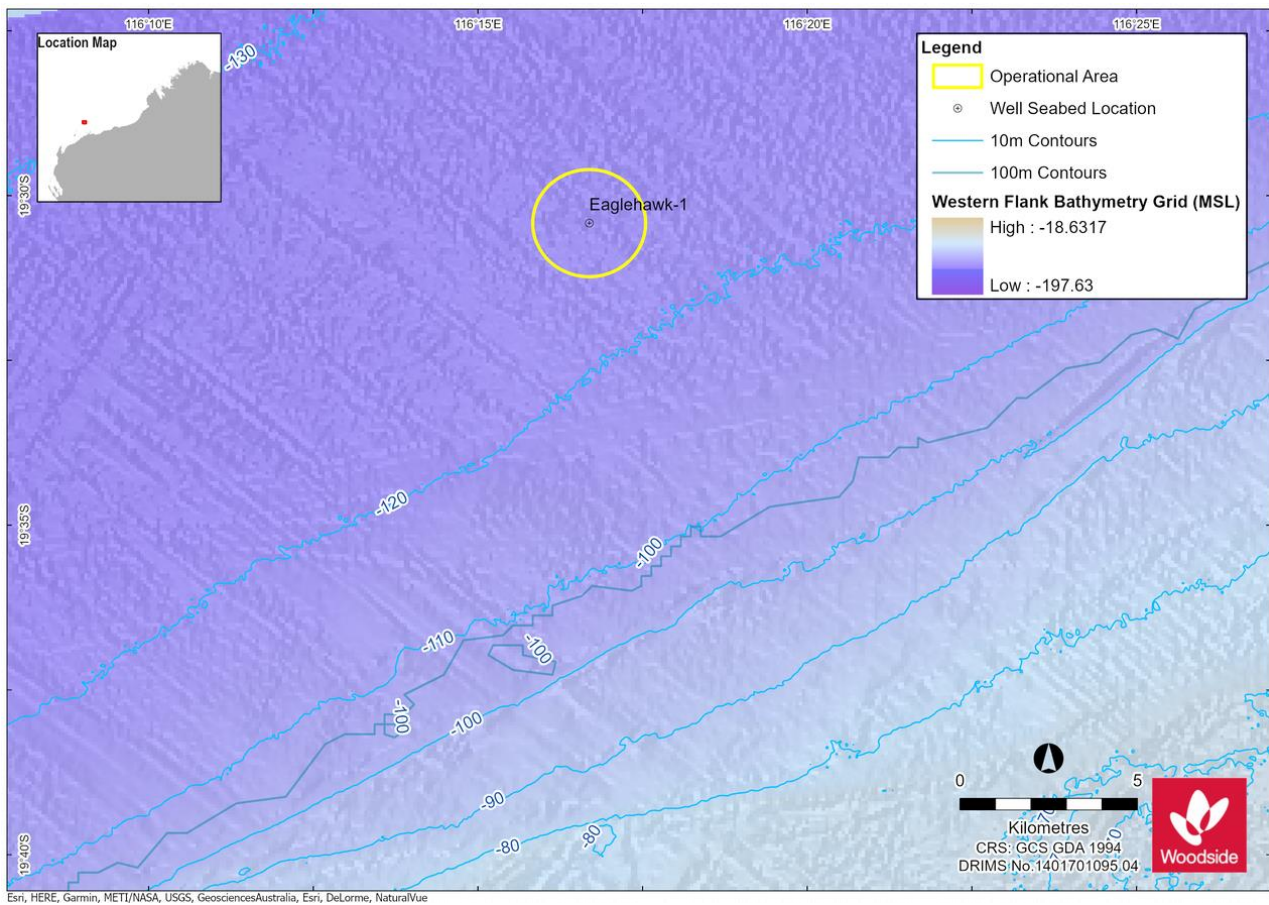 116°10'E
116°15'E
116°20'E
116°25'E
Location Map
-130
Legend
Operational Area
Well Seabed Location
10m Contours
100m Contours
Western Flank Bathymetry Grid (MSL)
High : -18.6317
Low : -197.63
19°30'S
Eaglehawk-1
-120
19°35'S
-100
-110
-100
-100
-100
-90
-80
-80
19°40'S
0 5
Kilometres
CRS: GCS GDA 1994
DRIMS No.1401701095 04
Woodside
Esri, HERE, Garmin, METI/NASA, USGS, GeosciencesAustralia, Esri, DeLorme, NaturalVue